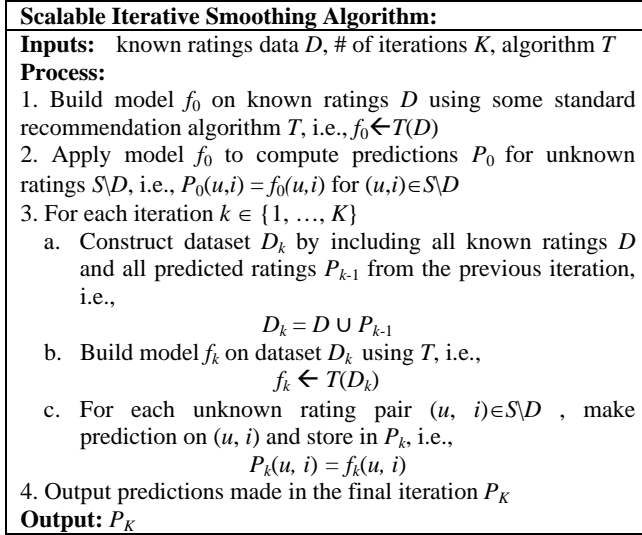 Scalable Iterative Smoothing Algorithm:
Inputs: known ratings data D, # of iterations K, algorithm T
Process:
1. Build model f₀ on known ratings D using some standard
recommendation algorithm T, i.e., f₀🡨T(D)
2. Apply model f₀ to compute predictions P₀ for unknown
ratings S\D, i.e., P₀(u,i) = f₀(u,i) for (u,i)∈S\D
3. For each iteration k ∈ {1, …, K}
a. Construct dataset Dₖ by including all known ratings D
and all predicted ratings Pₖ₋₁ from the previous iteration,
i.e.,
Dₖ = D ∪ Pₖ₋₁
b. Build model fₖ on dataset Dₖ using T, i.e.,
fₖ 🡨 T(Dₖ)
c. For each unknown rating pair (u, i)∈S\D , make
prediction on (u, i) and store in Pₖ, i.e.,
Pₖ(u, i) = fₖ(u, i)
4. Output predictions made in the final iteration P_K
Output: P_K